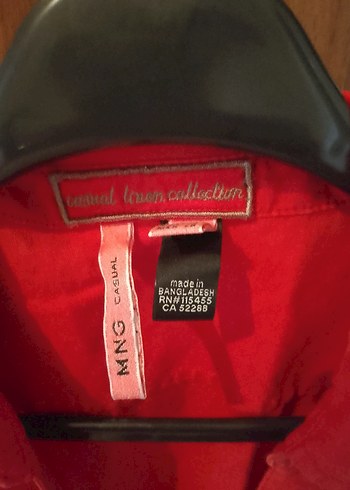 casual linen collection
MNG CASUAL
made in
BANGLADESH
RN#115455
CA 52288